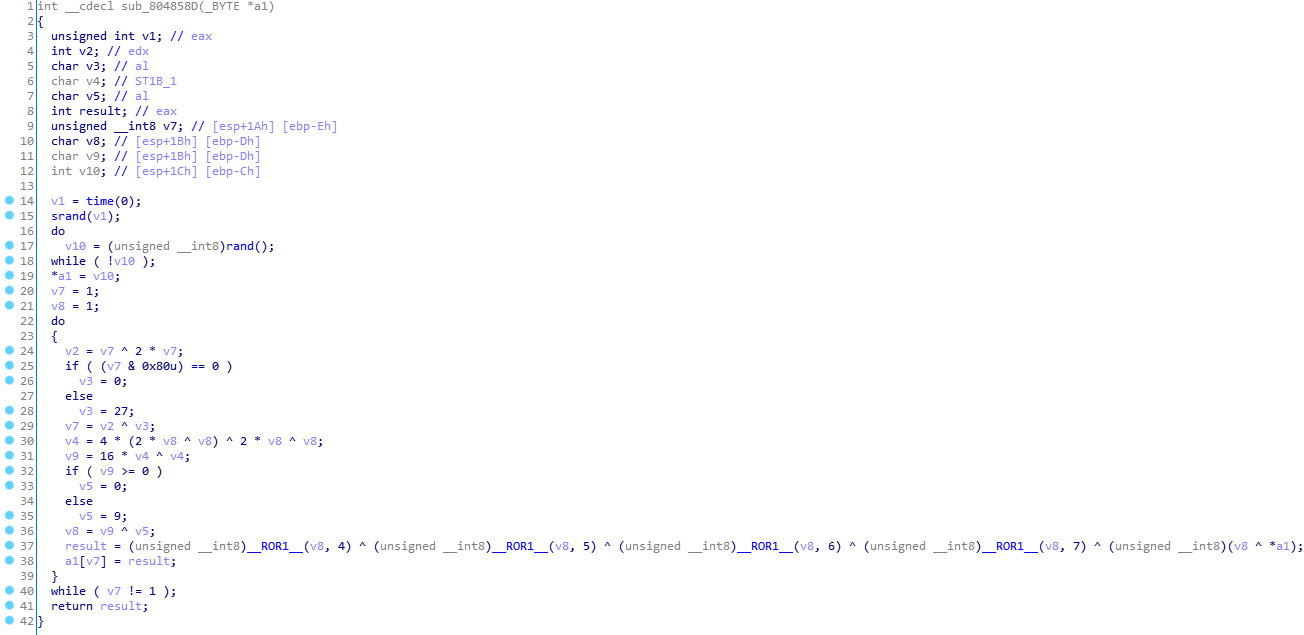 1 int __cdecl sub_804858D(_BYTE *a1)
2 {
3   unsigned int v1; // eax
4   int v2; // edx
5   char v3; // al
6   char v4; // ST1B_1
7   char v5; // al
8   int result; // eax
9   unsigned __int8 v7; // [esp+1Ah] [ebp-Eh]
10   char v8; // [esp+1Bh] [ebp-Dh]
11   char v9; // [esp+1Bh] [ebp-Dh]
12   int v10; // [esp+1Ch] [ebp-Ch]
13
14   v1 = time(0);
15   srand(v1);
16   do
17     v10 = (unsigned __int8)rand();
18   while ( !v10 );
19   *a1 = v10;
20   v7 = 1;
21   v8 = 1;
22   do
23   {
24     v2 = v7 ^ 2 * v7;
25     if ( (v7 & 0x80u) == 0 )
26       v3 = 0;
27     else
28       v3 = 27;
29     v7 = v2 ^ v3;
30     v4 = 4 * (2 * v8 ^ v8) ^ 2 * v8 ^ v8;
31     v9 = 16 * v4 ^ v4;
32     if ( v9 >= 0 )
33       v5 = 0;
34     else
35       v5 = 9;
36     v8 = v9 ^ v5;
37     result = (unsigned __int8)__ROR1__(v8, 4) ^ (unsigned __int8)__ROR1__(v8, 5) ^ (unsigned __int8)__ROR1__(v8, 6) ^ (unsigned __int8)__ROR1__(v8, 7) ^ (unsigned __int8)(v8 ^ *a1);
38     a1[v7] = result;
39   }
40   while ( v7 != 1 );
41   return result;
42 }